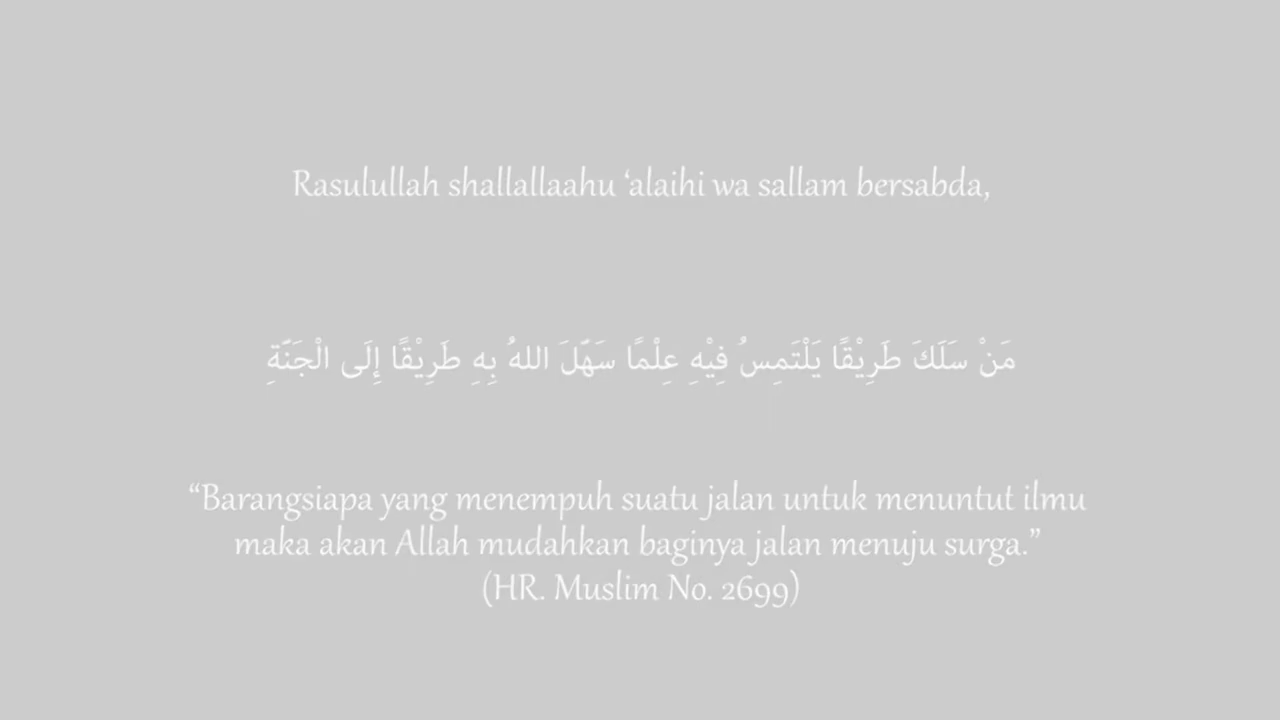 Rasulullah shallallaahu ‘alaihi wa sallam bersabda,
مَنْ سَلَكَ طَرِيْقًا يَلْتَمِسُ فِيْهِ عِلْمًا سَهَّلَ اللهُ بِهِ طَرِيْقًا إِلَى الْجَنَّةِ
“Barangsiapa yang menempuh suatu jalan untuk menuntut ilmu
maka akan Allah mudahkan baginya jalan menuju surga.”
(HR. Muslim No. 2699)